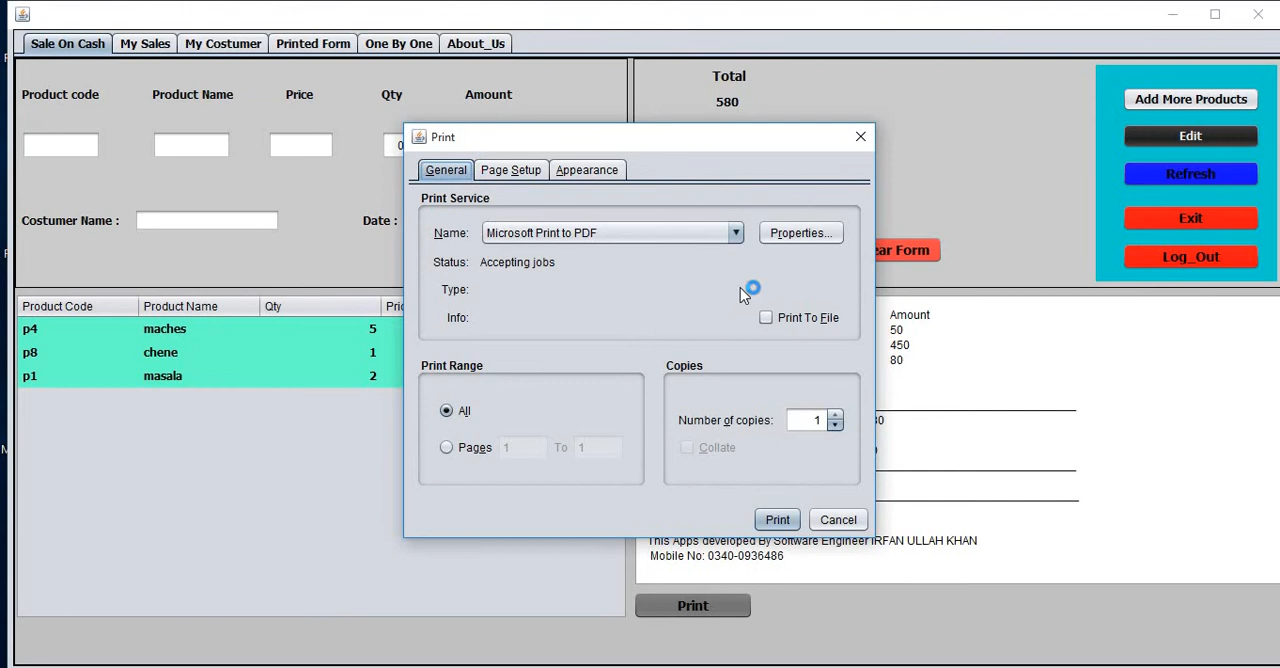 Sale On Cash My Sales My Costumer Printed Form One By One About_Us
Product code Product Name Price Qty Amount
0
Costumer Name : Date :
Total
580
Add More Products
Edit
Refresh
Exit
Log_Out
ear Form
Product Code Product Name Qty Pric
p4 maches 5
p8 chene 1
p1 masala 2
Amount
50
450
80
This Apps developed By Software Engineer IRFAN ULLAH KHAN
Mobile No: 0340-0936486
Print
Print
General Page Setup Appearance
Print Service
Name: Microsoft Print to PDF Properties...
Status: Accepting jobs
Type:
Info: Print To File
Print Range
All
Pages 1 To 1
Copies
Number of copies: 1
Collate
Print Cancel